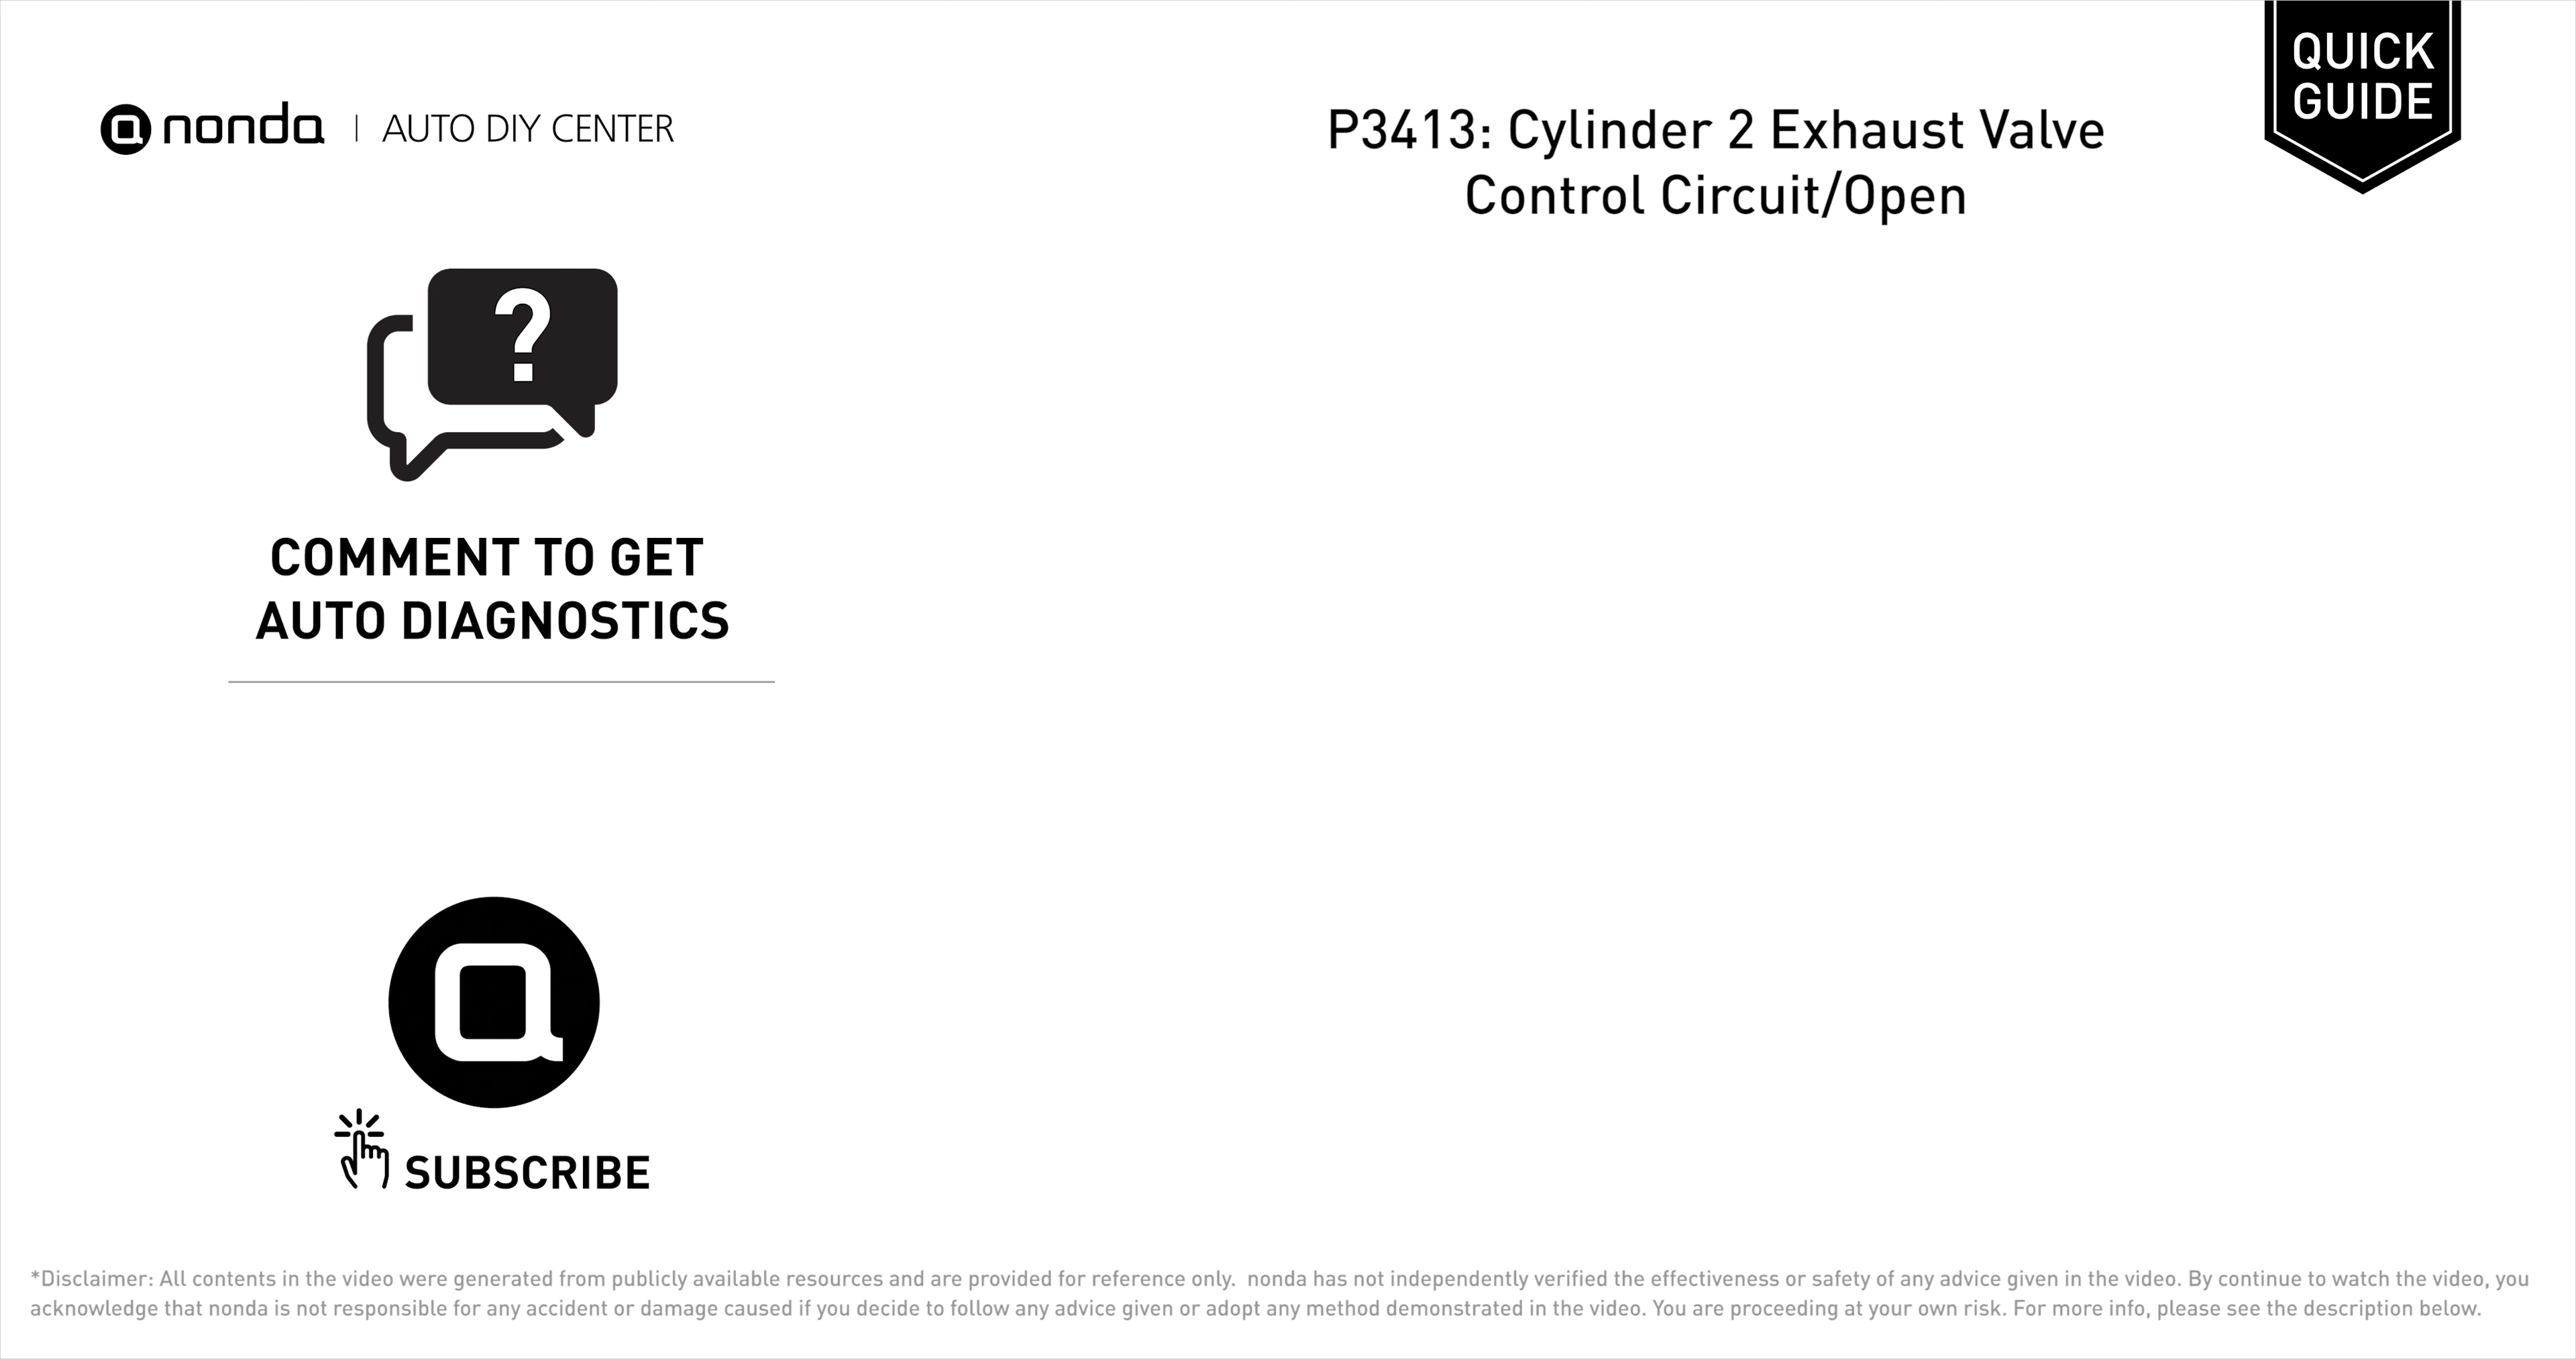 nonda | AUTO DIY CENTER
P3413: Cylinder 2 Exhaust Valve
Control Circuit/Open
QUICK
GUIDE
?
COMMENT TO GET
AUTO DIAGNOSTICS
SUBSCRIBE
*Disclaimer: All contents in the video were generated from publicly available resources and are provided for reference only.  nonda has not independently verified the effectiveness or safety of any advice given in the video. By continue to watch the video, you
acknowledge that nonda is not responsible for any accident or damage caused if you decide to follow any advice given or adopt any method demonstrated in the video. You are proceeding at your own risk. For more info, please see the description below.